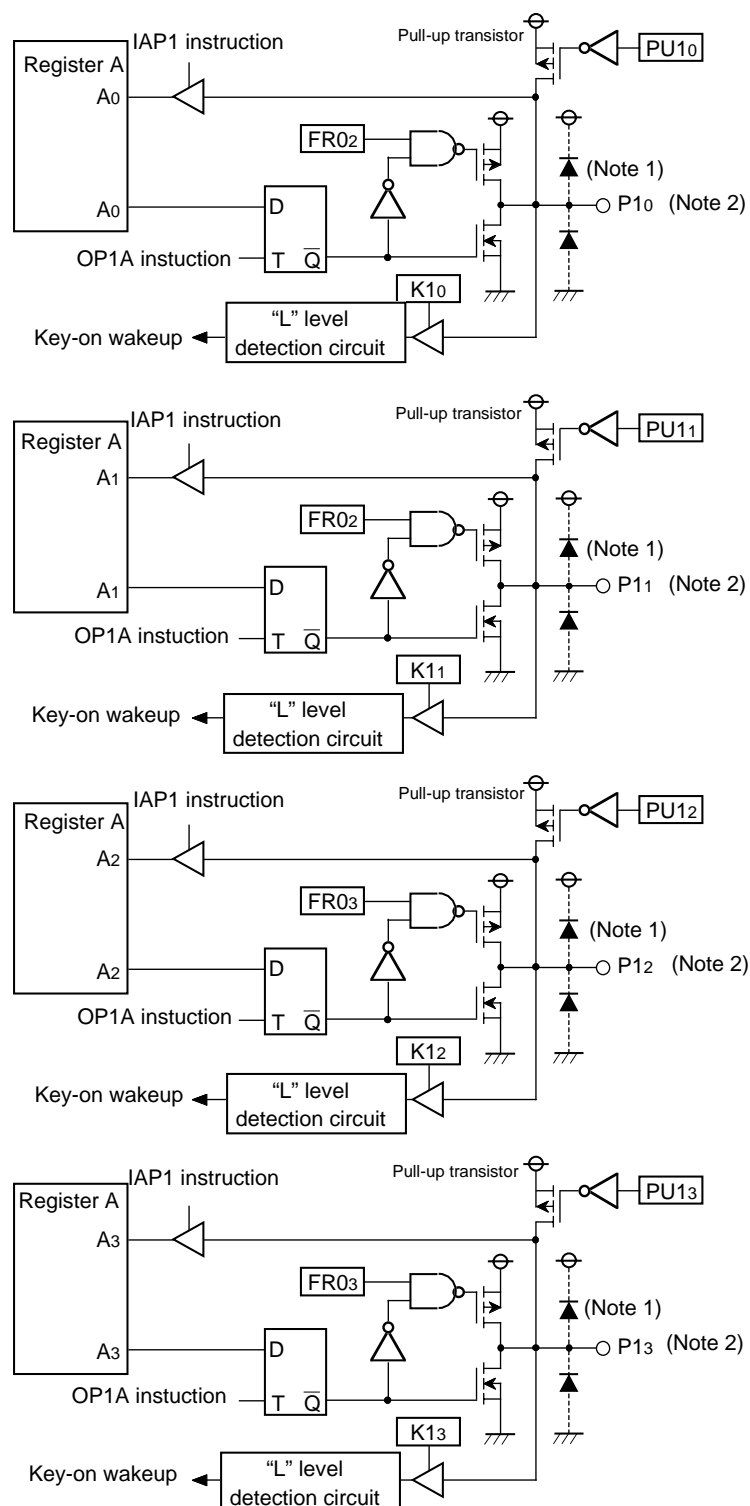 IAP1 instruction
Pull-up transistor
PU10
Register A
A0
FR02
(Note 1)
A0
D
P10 (Note 2)
OP1A instuction
T Q
K10
Key-on wakeup
“L” level
detection circuit
IAP1 instruction
Pull-up transistor
PU11
Register A
A1
FR02
(Note 1)
A1
D
P11 (Note 2)
OP1A instuction
T Q
K11
Key-on wakeup
“L” level
detection circuit
IAP1 instruction
Pull-up transistor
PU12
Register A
A2
FR03
(Note 1)
A2
D
P12 (Note 2)
OP1A instuction
T Q
K12
Key-on wakeup
“L” level
detection circuit
IAP1 instruction
Pull-up transistor
PU13
Register A
A3
FR03
(Note 1)
A3
D
P13 (Note 2)
OP1A instuction
T Q
K13
Key-on wakeup
“L” level
detection circuit